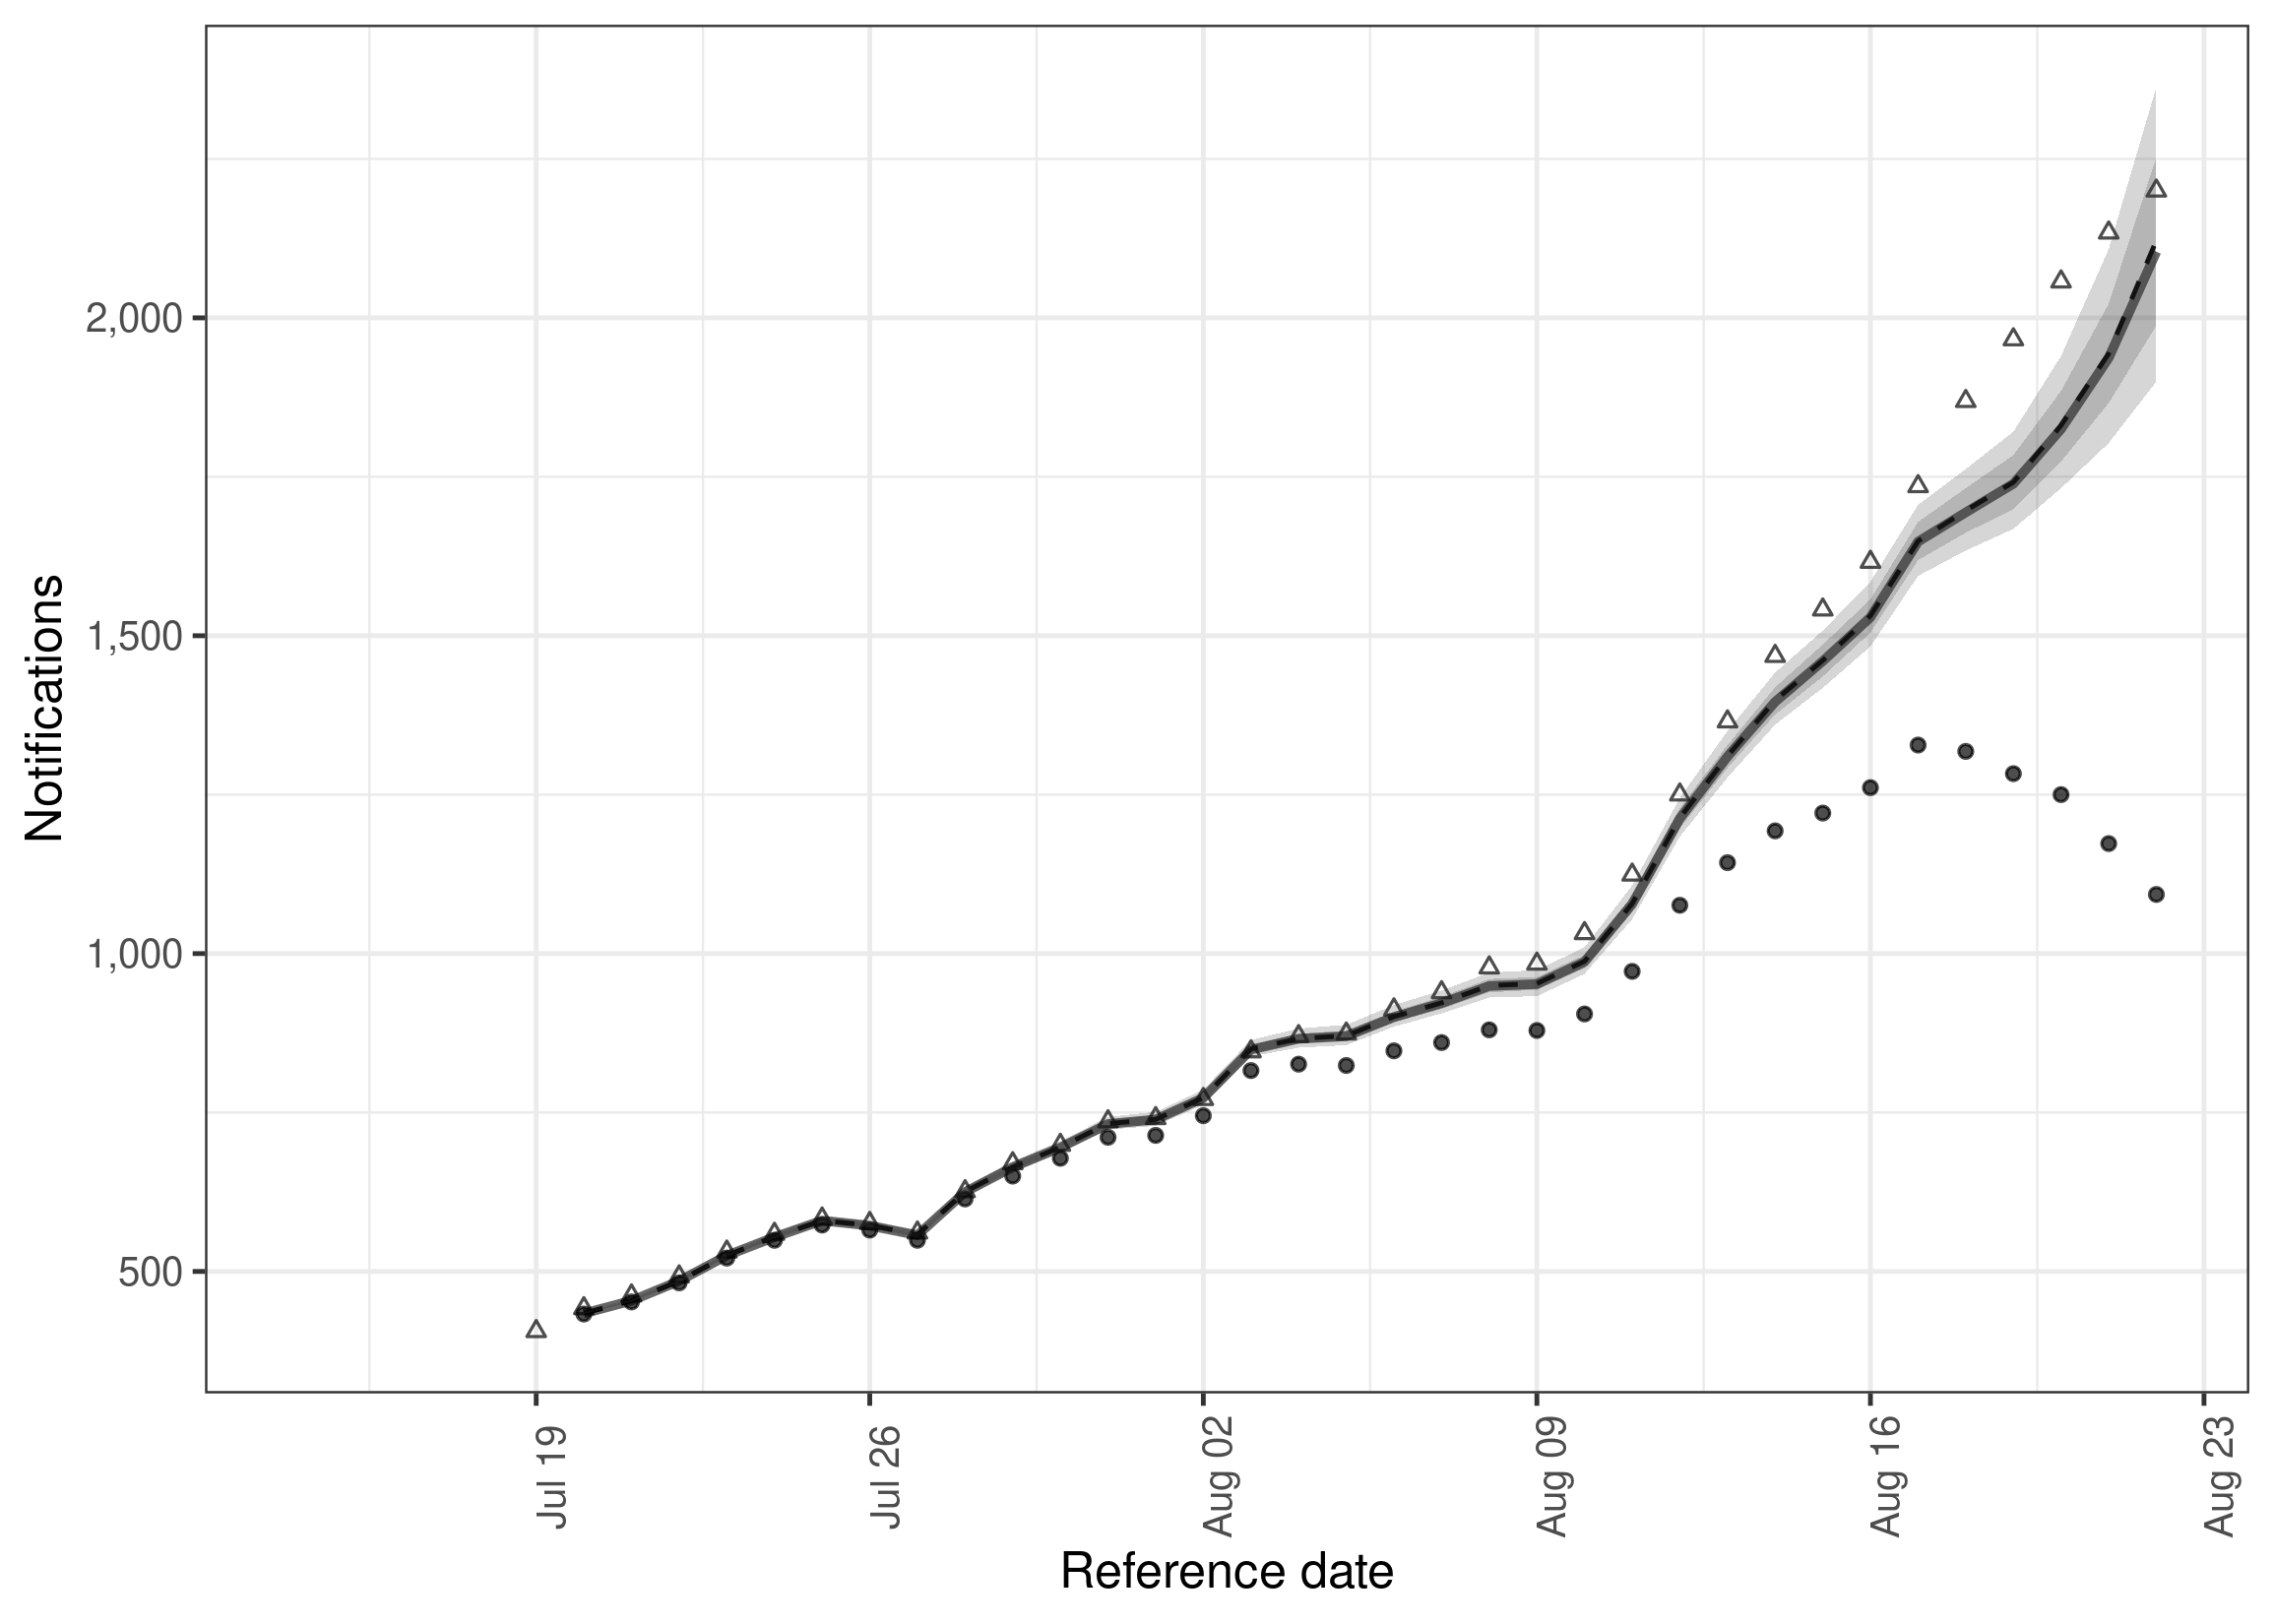 Notifications
2,000
1,500
1,000
500
Jul 19
Jul 26
Aug 02
Aug 09
Aug 16
Aug 23
Reference date